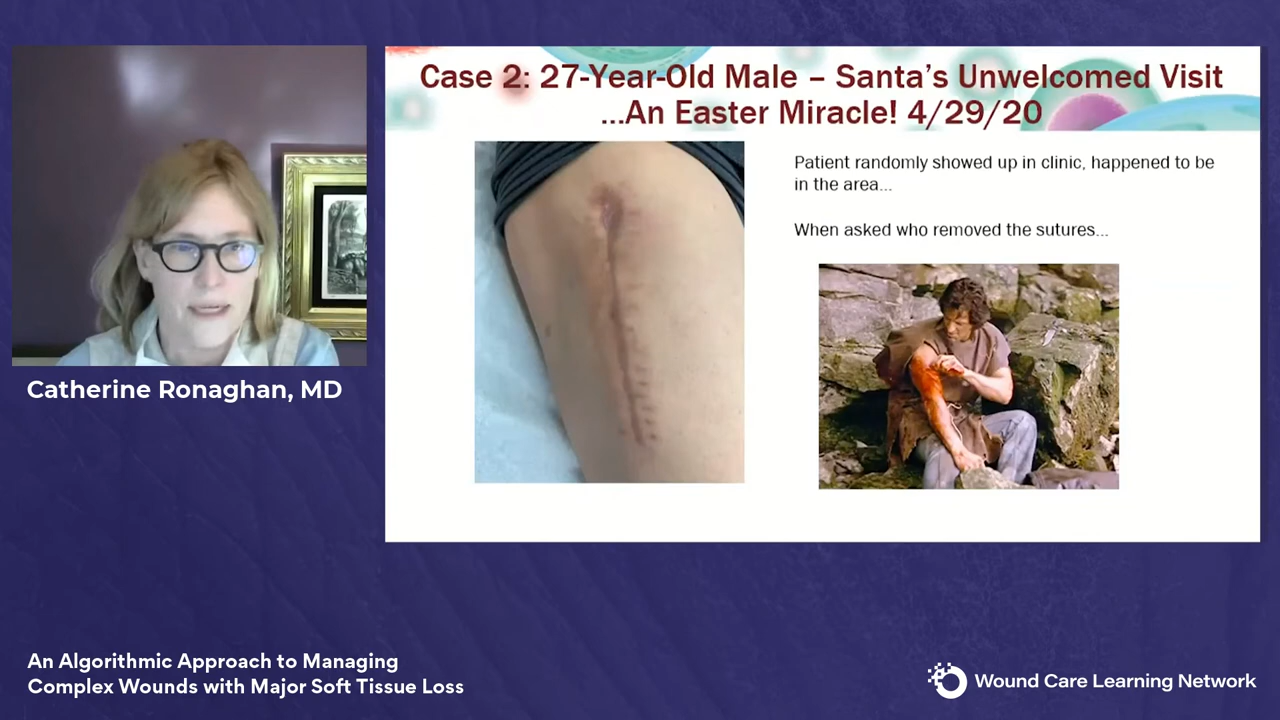 Case 2: 27-Year-Old Male – Santa's Unwelcomed Visit
...An Easter Miracle! 4/29/20
Patient randomly showed up in clinic, happened to be
in the area...
When asked who removed the sutures...
Catherine Ronaghan, MD
An Algorithmic Approach to Managing
Complex Wounds with Major Soft Tissue Loss
Wound Care Learning Network